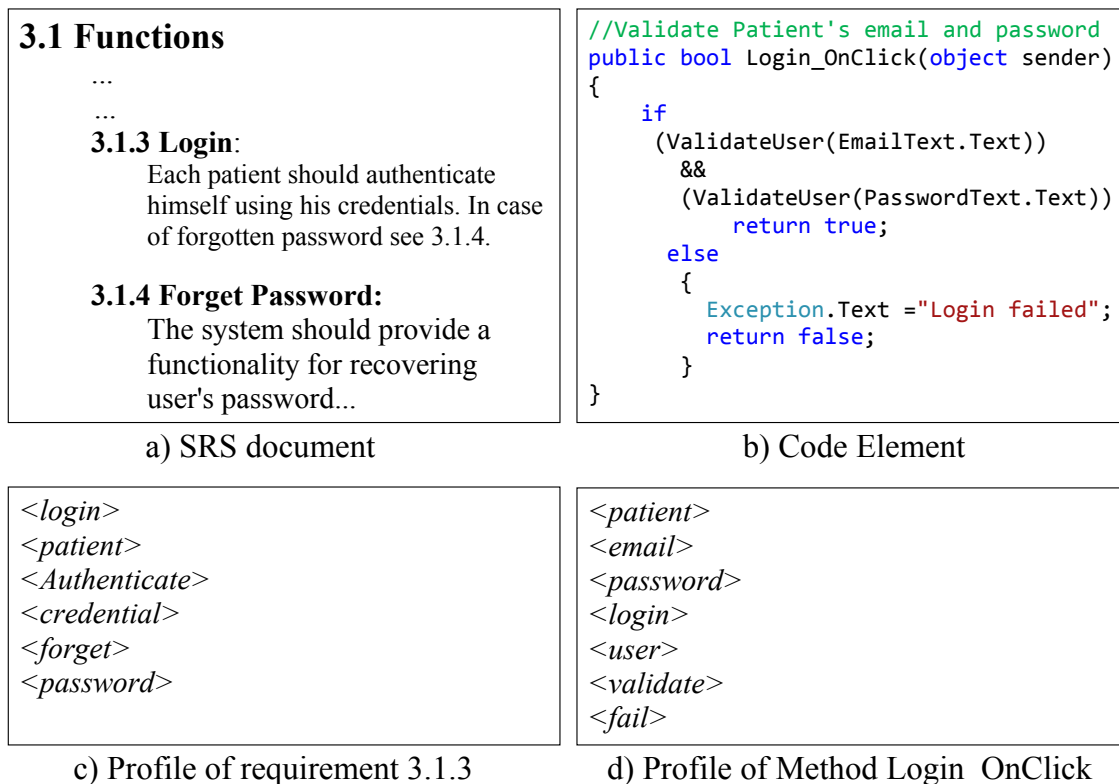 3.1 Functions
...
...
3.1.3 Login:
Each patient should authenticate
himself using his credentials. In case
of forgotten password see 3.1.4.
3.1.4 Forget Password:
The system should provide a
functionality for recovering
user's password...
a) SRS document
//Validate Patient's email and password
public bool Login_OnClick(object sender)
{
if
(ValidateUser(EmailText.Text))
&&
(ValidateUser(PasswordText.Text))
return true;
else
{
Exception.Text ="Login failed";
return false;
}
}
b) Code Element
<login>
<patient>
<Authenticate>
<credential>
<forget>
<password>
c) Profile of requirement 3.1.3
<patient>
<email>
<password>
<login>
<user>
<validate>
<fail>
d) Profile of Method Login_OnClick